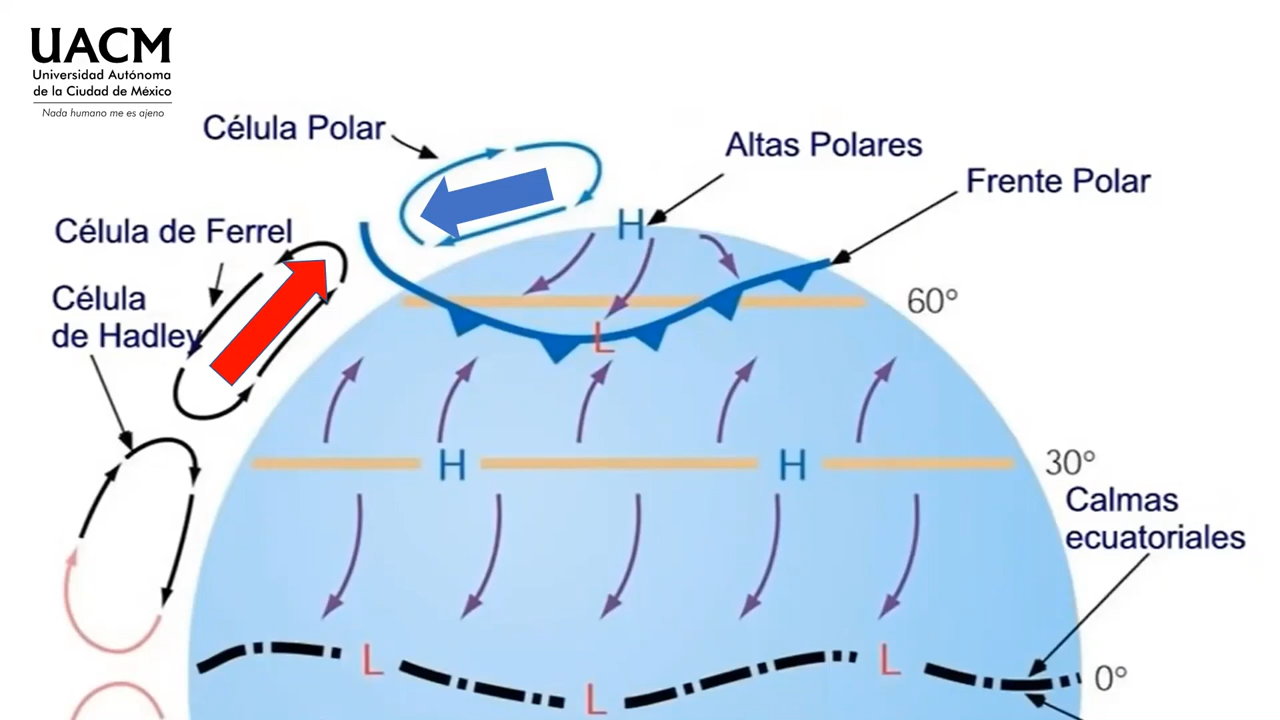 UACM
Universidad Autónoma
de la Ciudad de México
Nada humano me es ajeno
Célula Polar
Altas Polares
Frente Polar
H
Célula de Ferrel
Célula
de Hadley
60°
L
H
H
30°
Calmas
ecuatoriales
L
L
L
0°